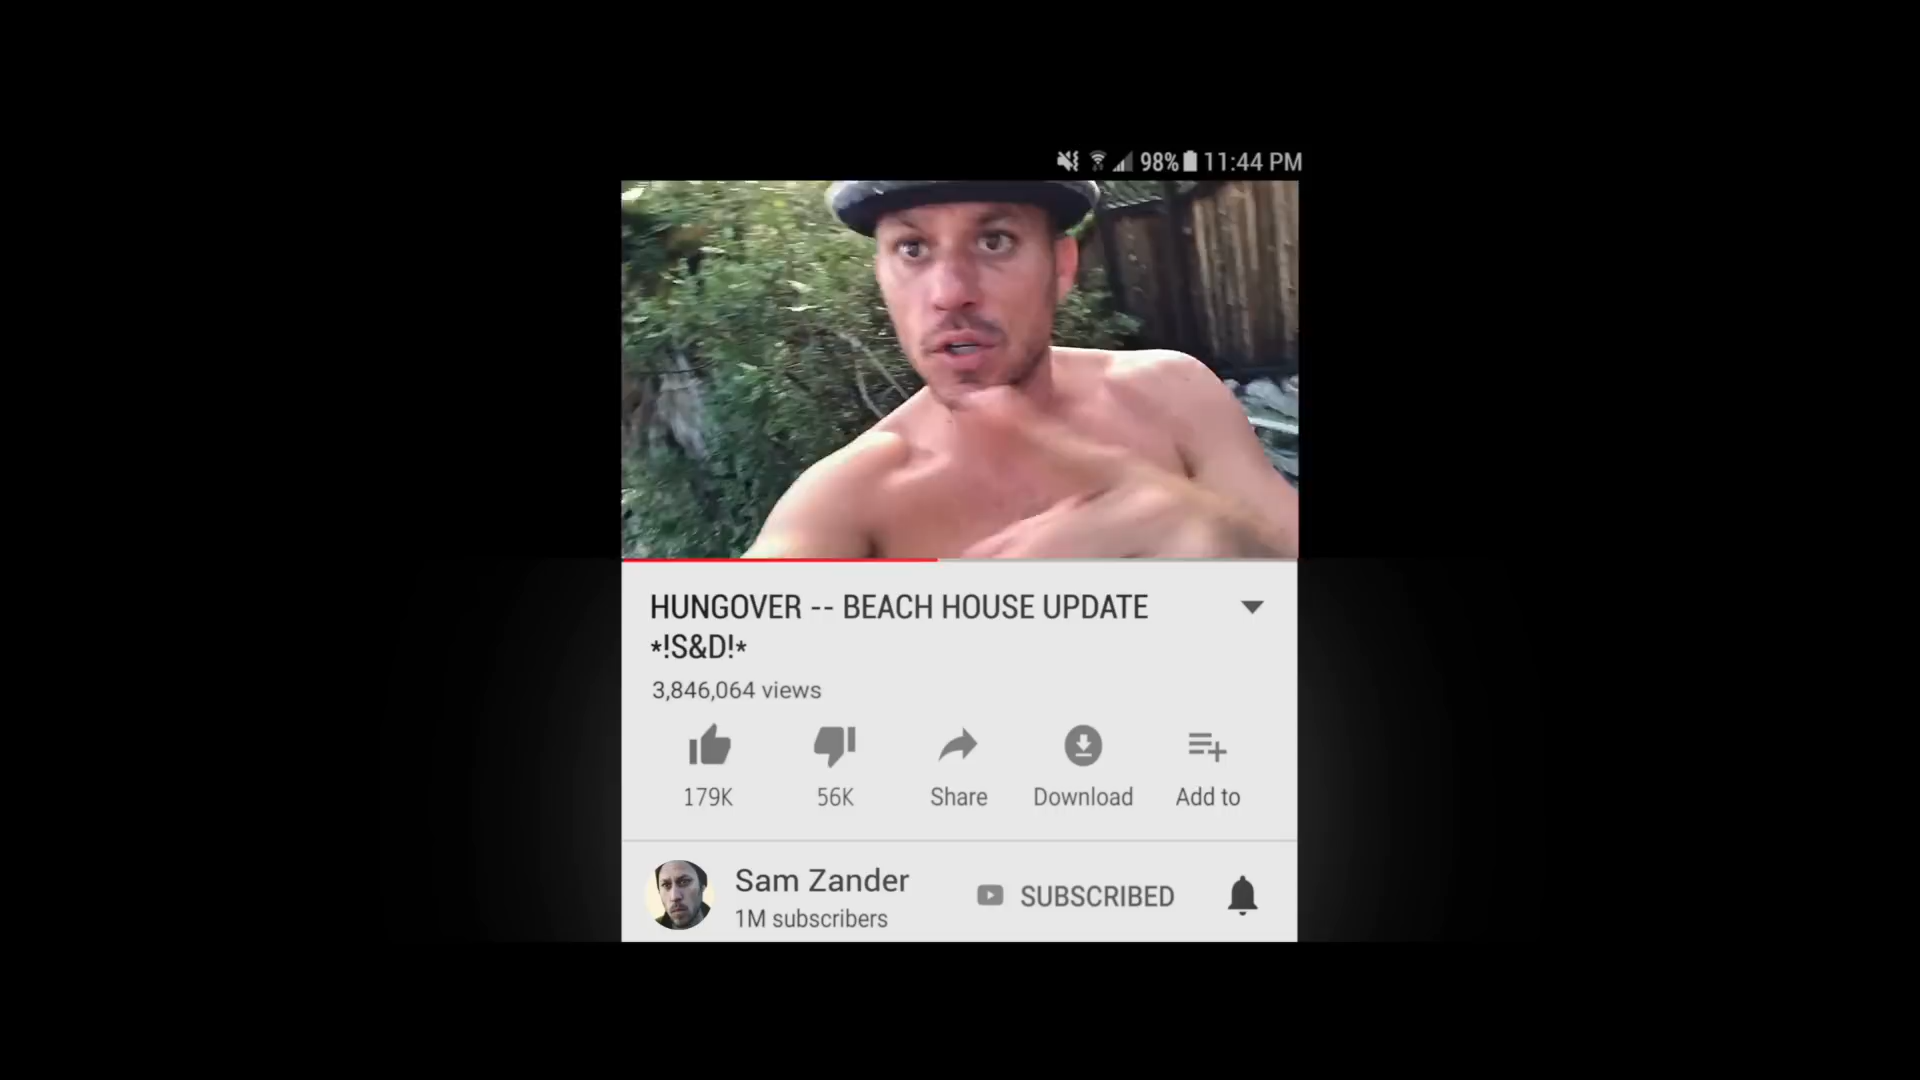 98% 11:44 PM
HUNGOVER -- BEACH HOUSE UPDATE
*!S&D!*
3,846,064 views
179K 56K Share Download Add to
Sam Zander
1M subscribers
SUBSCRIBED